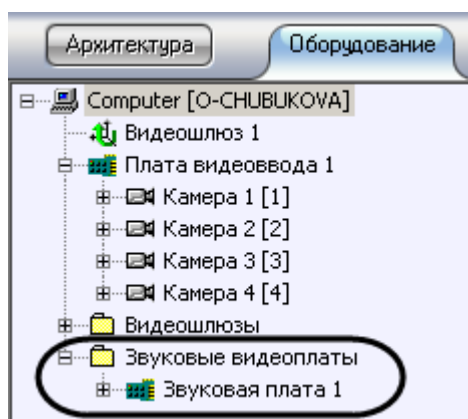 Архитектура
Оборудование
Computer [O-CHUBUKOVA]
Видеошлюз 1
Плата видеоввода 1
Камера 1 [1]
Камера 2 [2]
Камера 3 [3]
Камера 4 [4]
Видеошлюзы
Звуковые видеоплаты
Звуковая плата 1